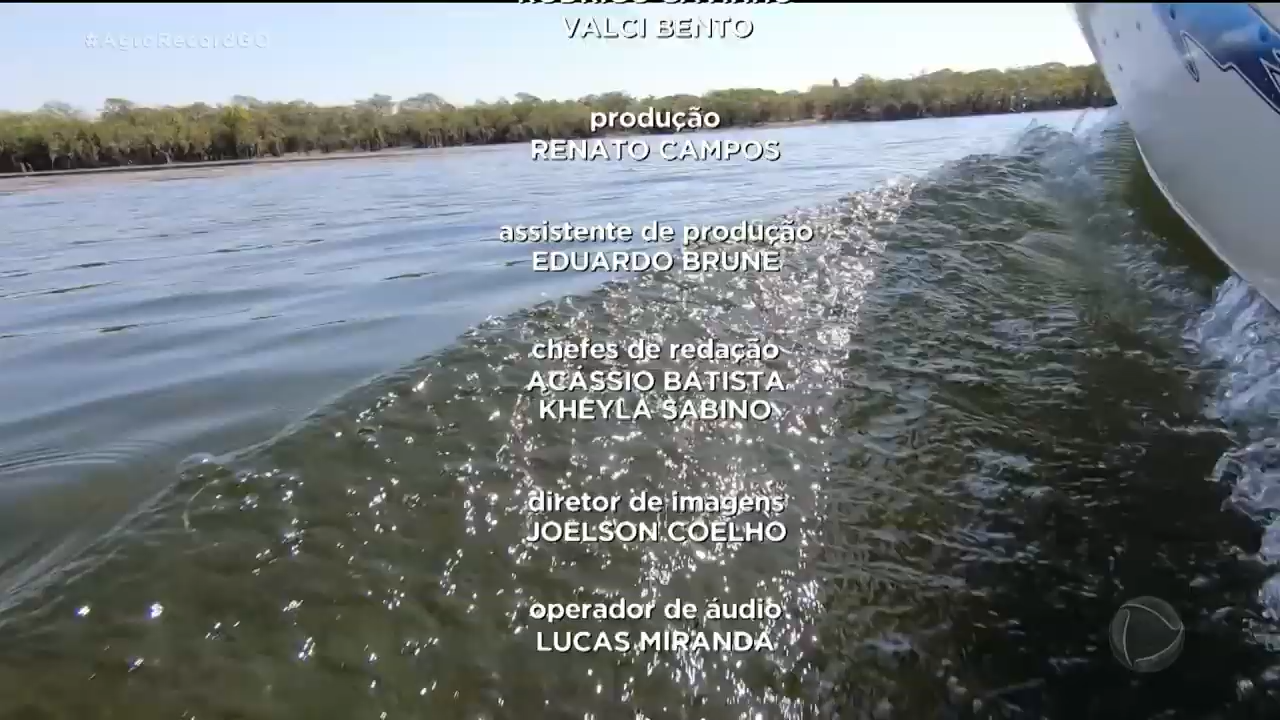 VALCI BENTO
#AgroRecordGO
produção
RENATO CAMPOS
assistente de produção
EDUARDO BRUNE
chefes de redação
ACÁSSIO BATISTA
KHEYLA SABINO
diretor de imagens
JOELSON COELHO
operador de áudio
LUCAS MIRANDA